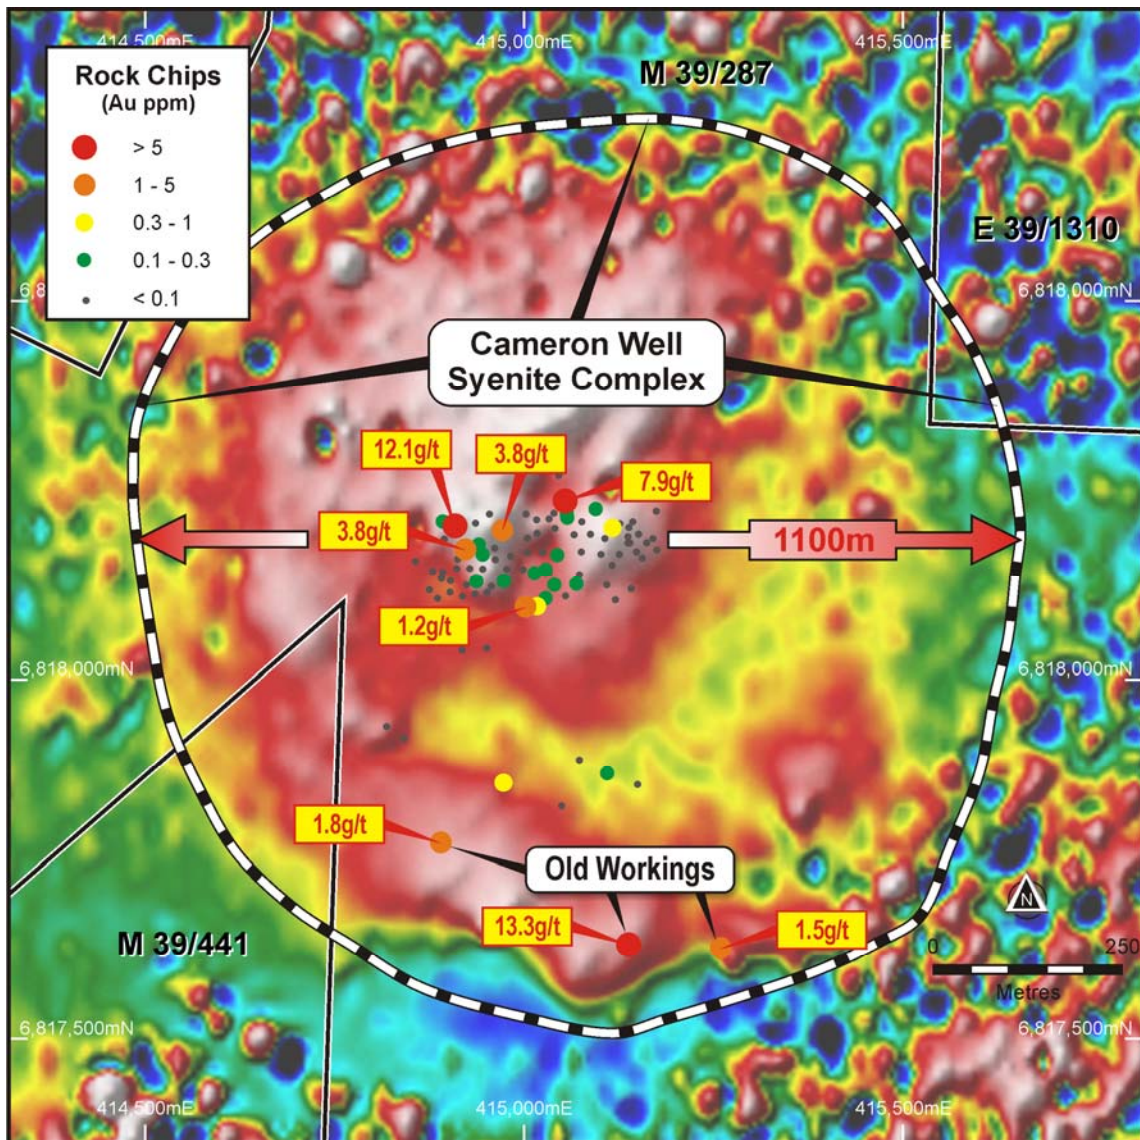 414,500mE
415,000mE
415,500mE
M 39/287
Rock Chips
(Au ppm)
> 5
1 - 5
0.3 - 1
0.1 - 0.3
< 0.1
E 39/1310
6,818,000mN
Cameron Well
Syenite Complex
12.1g/t
3.8g/t
7.9g/t
3.8g/t
1100m
1.2g/t
6,818,000mN
6,818,000mN
1.8g/t
Old Workings
N
13.3g/t
1.5g/t
M 39/441
0
250
Metres
6,817,500mN
6,817,500mN
414,500mE
415,000mE
415,500mE